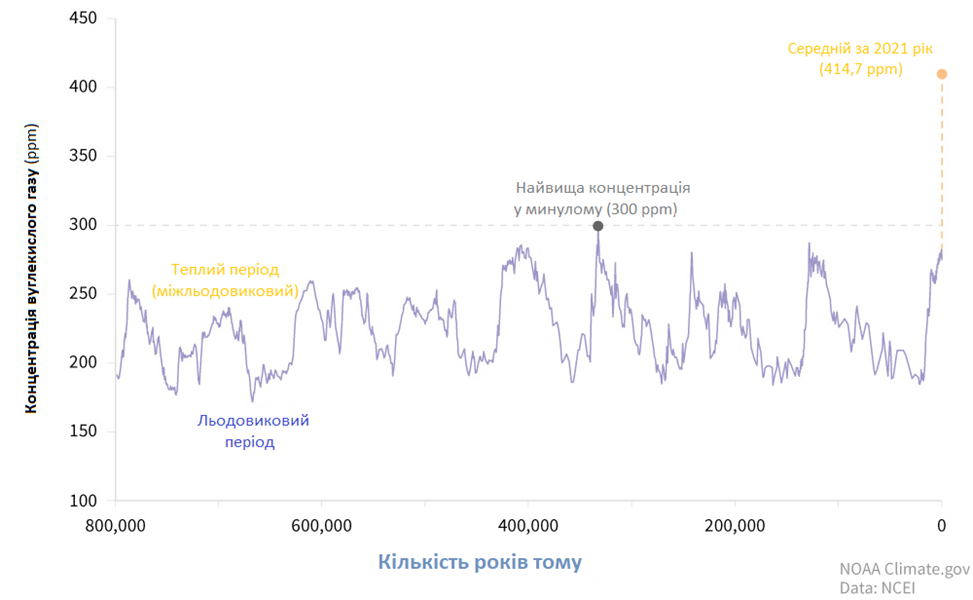 450
400
350
300
250
200
150
100
Концентрація вуглекислого газу (ppm)
Середній за 2021 рік
(414,7 ppm)
Найвища концентрація
у минулому (300 ppm)
Теплий період
(міжльодовиковий)
Льодовиковий
період
800,000
600,000
400,000
200,000
0
Кількість років тому
NOAA Climate.gov
Data: NCEI